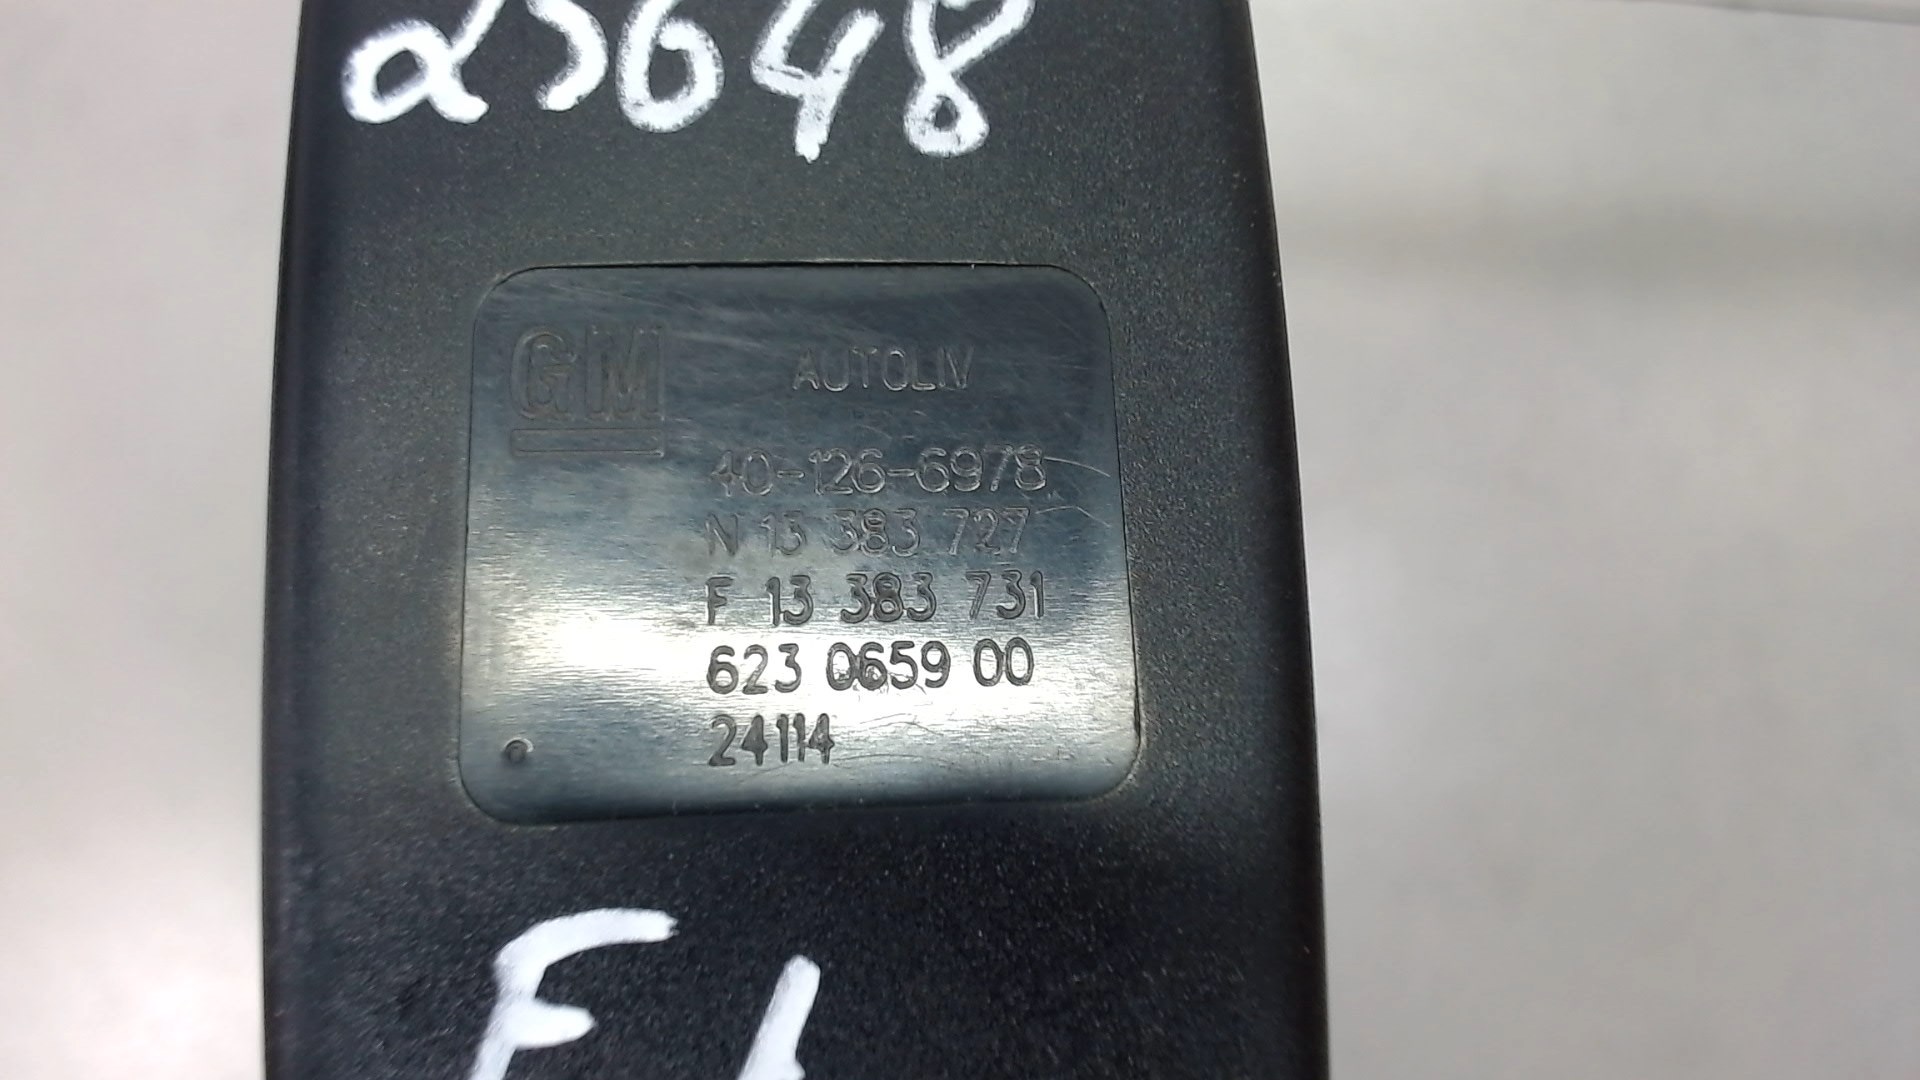 25648
GM AUTOLIV
40-126-6978
N 13 383 727
F 13 383 731
623 0659 00
24114